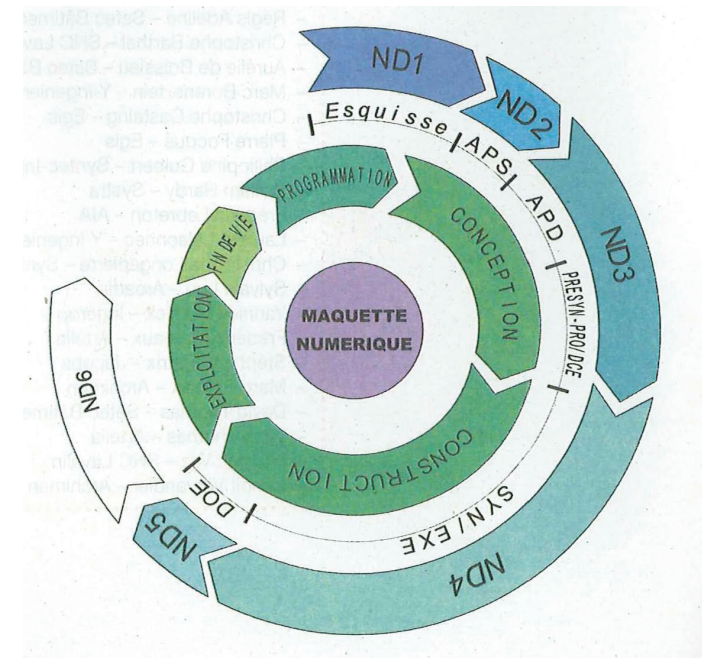 ND1
ND2
ND3
ND4
ND5
ND6
Esquisse
APS
APD
PRESYN-PRO/DCE
SYN/EXE
DOE
PROGRAMMATION
CONCEPTION
CONSTRUCTION
EXPLOITATION
FIN DE VIE
MAQUETTE
NUMERIQUE